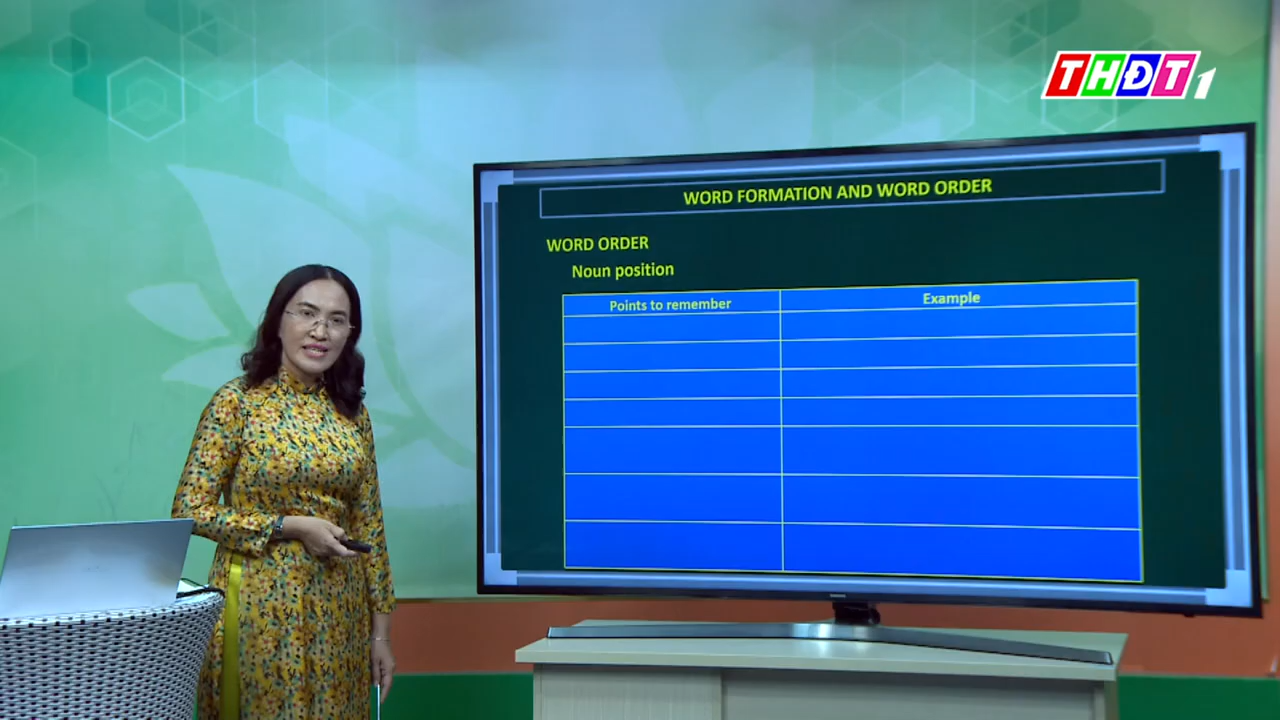 THĐT1
WORD FORMATION AND WORD ORDER
WORD ORDER
Noun position
Points to remember
Example